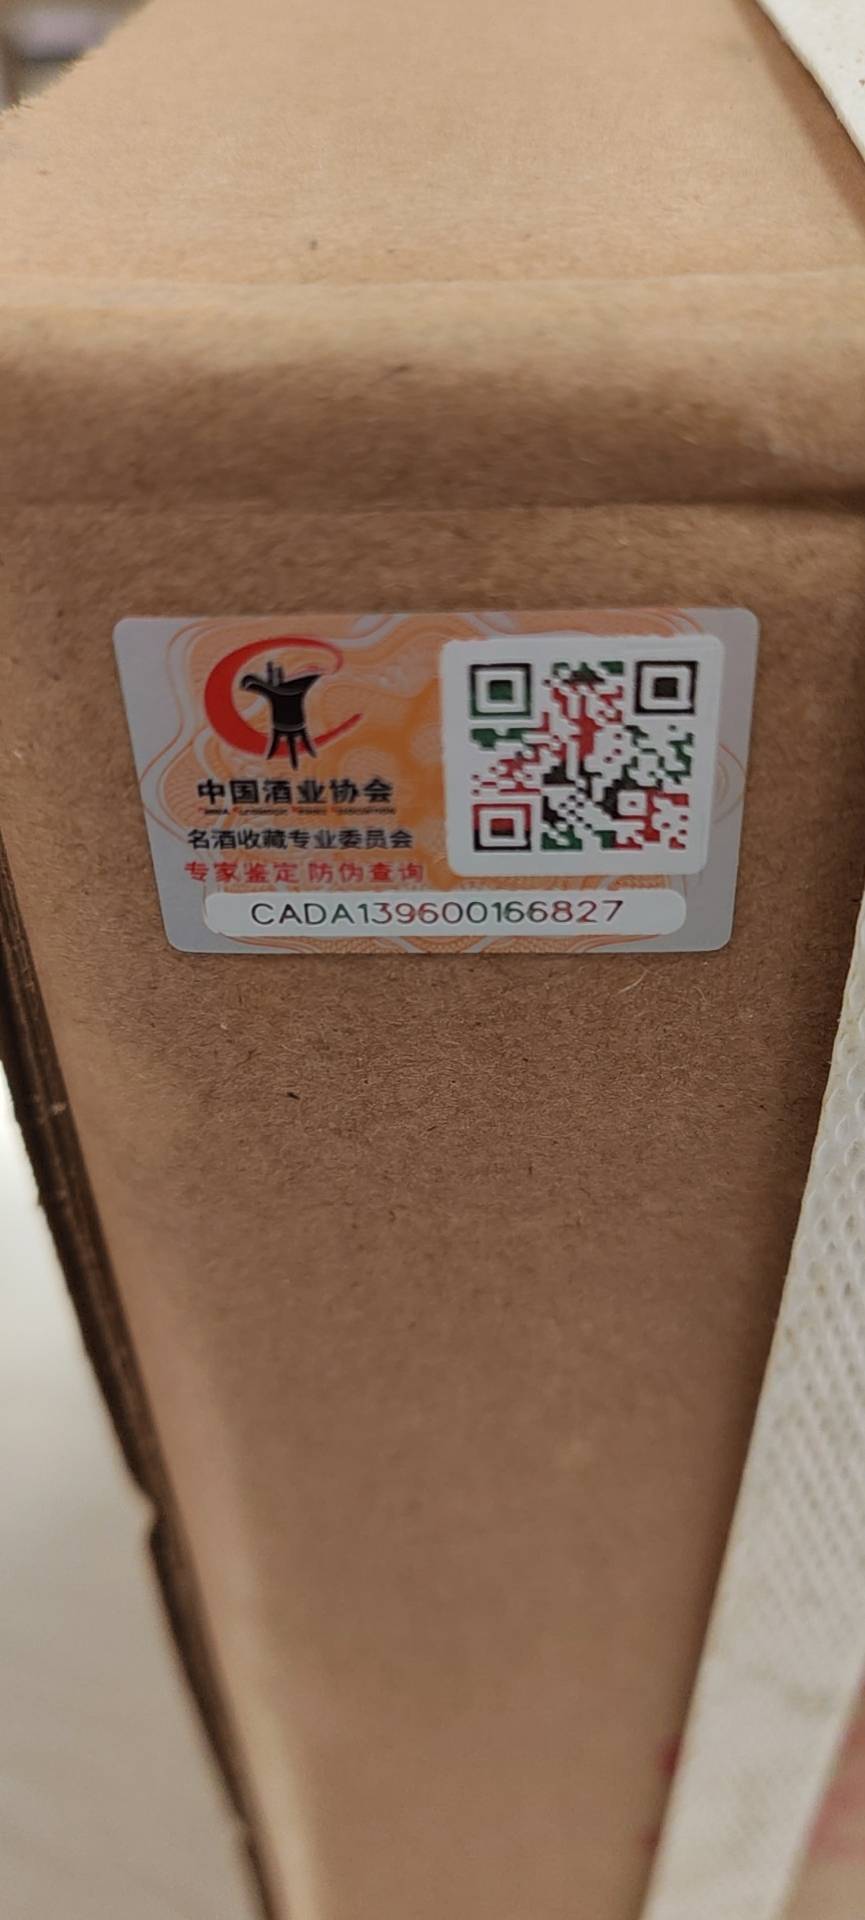 中国酒业协会
名酒收藏专业委员会
专家鉴定 防伪查询
CADA139600166827